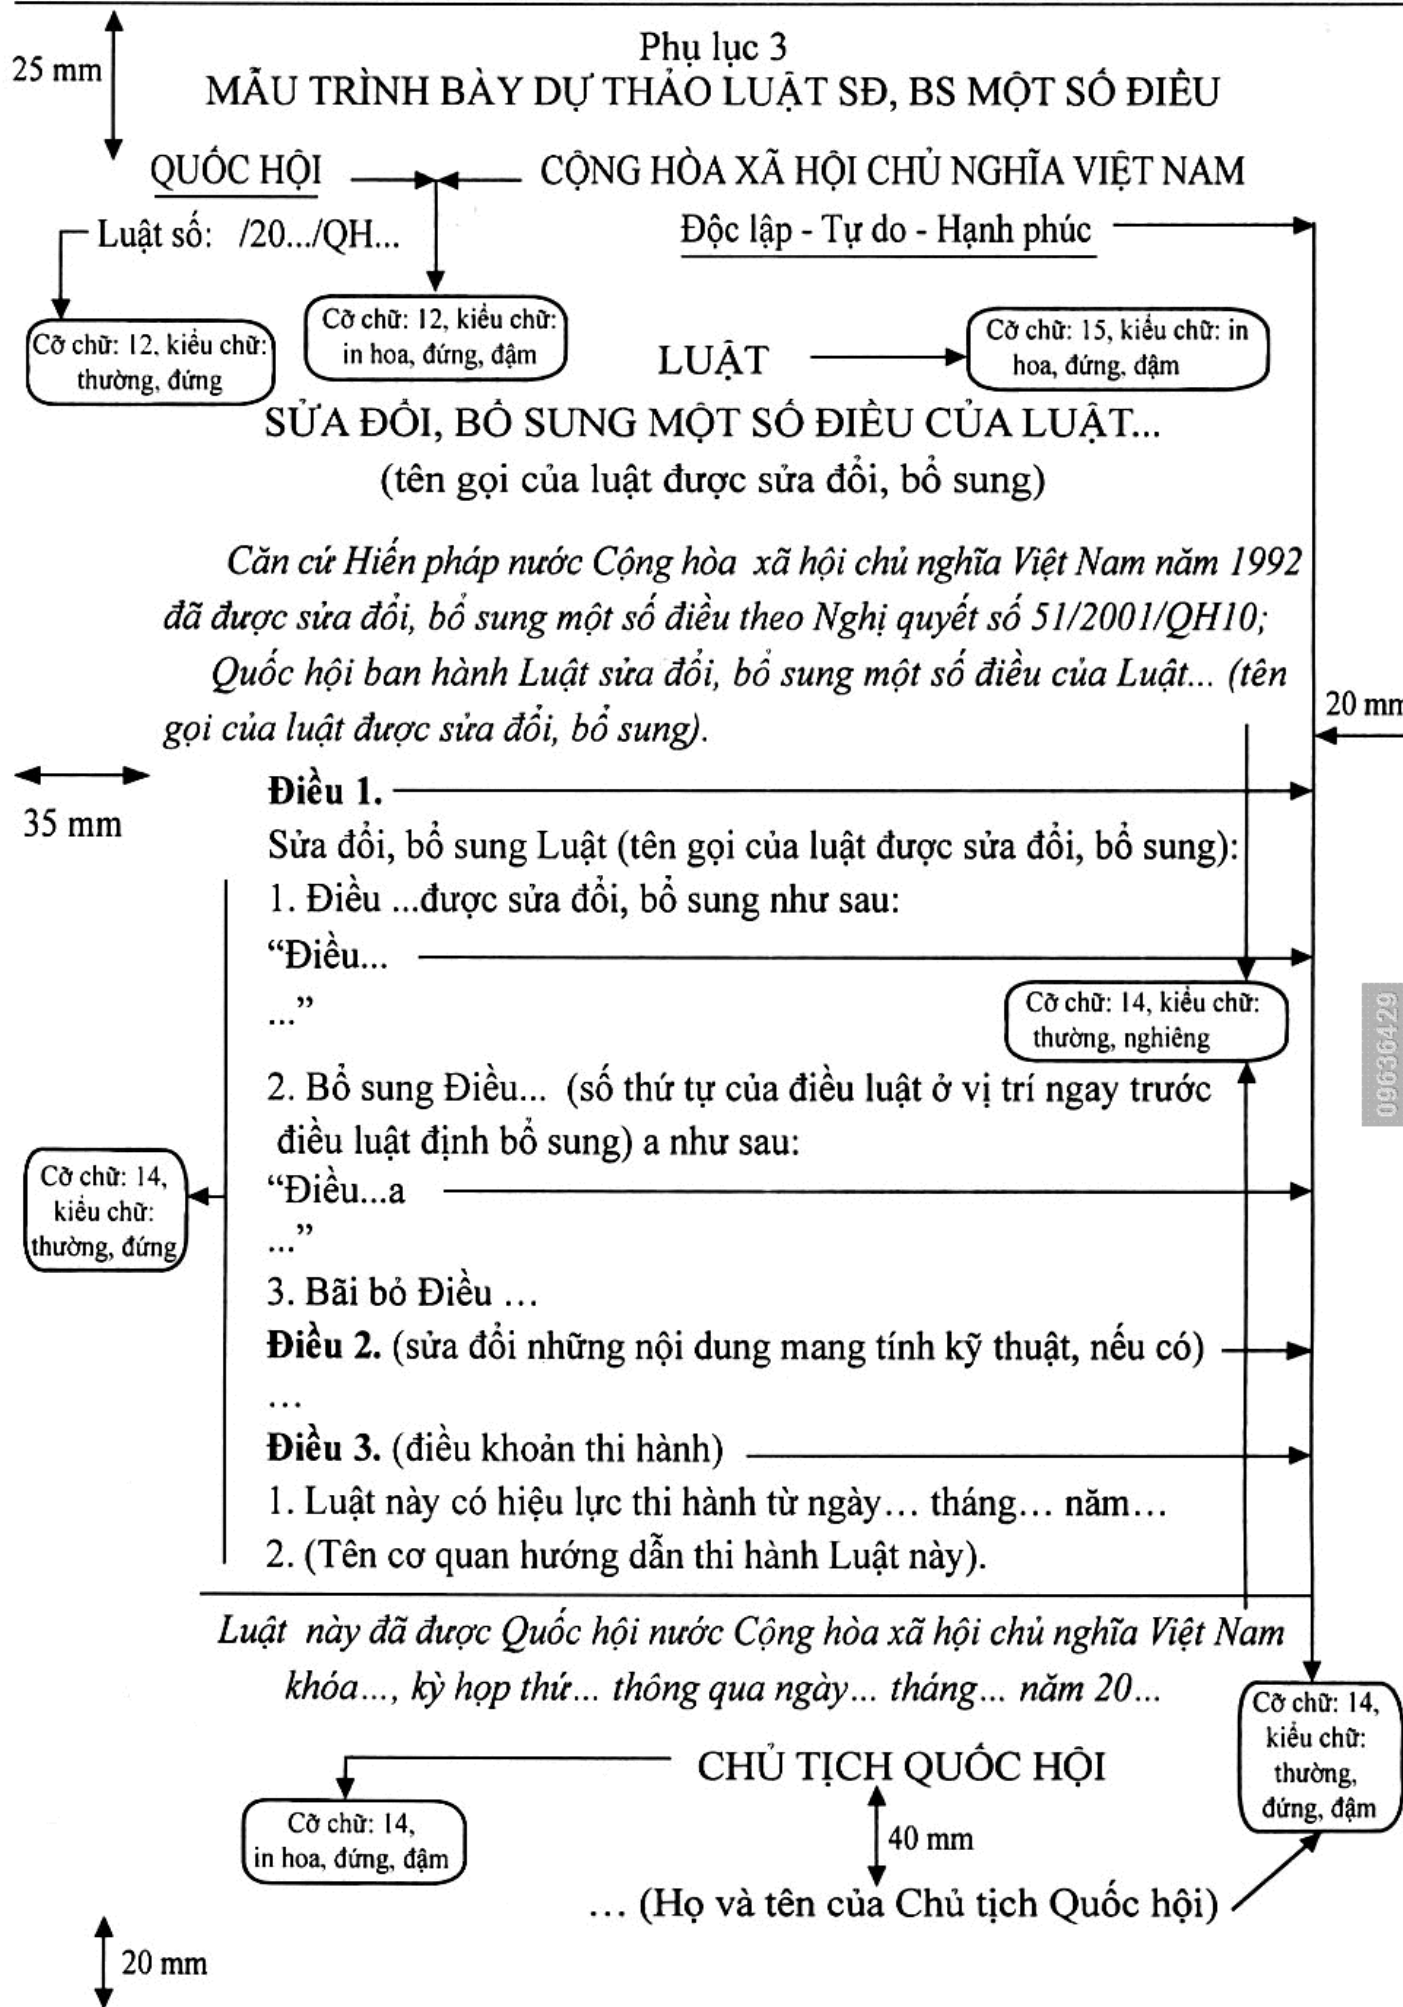 Phụ lục 3
25 mm
MẪU TRÌNH BÀY DỰ THẢO LUẬT SĐ, BS MỘT SỐ ĐIỀU
QUỐC HỘI
CỘNG HÒA XÃ HỘI CHỦ NGHĨA VIỆT NAM
Luật số: /20.../QH...
Độc lập - Tự do - Hạnh phúc
Cỡ chữ: 12, kiểu chữ:
thường, đứng
Cỡ chữ: 12, kiểu chữ:
in hoa, đứng, đậm
LUẬT
Cỡ chữ: 15, kiểu chữ: in
hoa, đứng, đậm
SỬA ĐỔI, BỔ SUNG MỘT SỐ ĐIỀU CỦA LUẬT...
(tên gọi của luật được sửa đổi, bổ sung)
Căn cứ Hiến pháp nước Cộng hòa xã hội chủ nghĩa Việt Nam năm 1992
đã được sửa đổi, bổ sung một số điều theo Nghị quyết số 51/2001/QH10;
Quốc hội ban hành Luật sửa đổi, bổ sung một số điều của Luật... (tên
gọi của luật được sửa đổi, bổ sung).
20 mm
35 mm
Điều 1.
Sửa đổi, bổ sung Luật (tên gọi của luật được sửa đổi, bổ sung):
1. Điều ...được sửa đổi, bổ sung như sau:
“Điều...
...”
Cỡ chữ: 14, kiểu chữ:
thường, nghiêng
09636429
2. Bổ sung Điều... (số thứ tự của điều luật ở vị trí ngay trước
điều luật định bổ sung) a như sau:
“Điều...a
...”
Cỡ chữ: 14,
kiểu chữ:
thường, đứng
3. Bãi bỏ Điều ...
Điều 2. (sửa đổi những nội dung mang tính kỹ thuật, nếu có)
...
Điều 3. (điều khoản thi hành)
1. Luật này có hiệu lực thi hành từ ngày... tháng... năm...
2. (Tên cơ quan hướng dẫn thi hành Luật này).
Luật này đã được Quốc hội nước Cộng hòa xã hội chủ nghĩa Việt Nam
khóa..., kỳ họp thứ... thông qua ngày... tháng... năm 20...
Cỡ chữ: 14,
kiểu chữ:
thường,
đứng, đậm
CHỦ TỊCH QUỐC HỘI
Cỡ chữ: 14,
in hoa, đứng, đậm
40 mm
... (Họ và tên của Chủ tịch Quốc hội)
20 mm